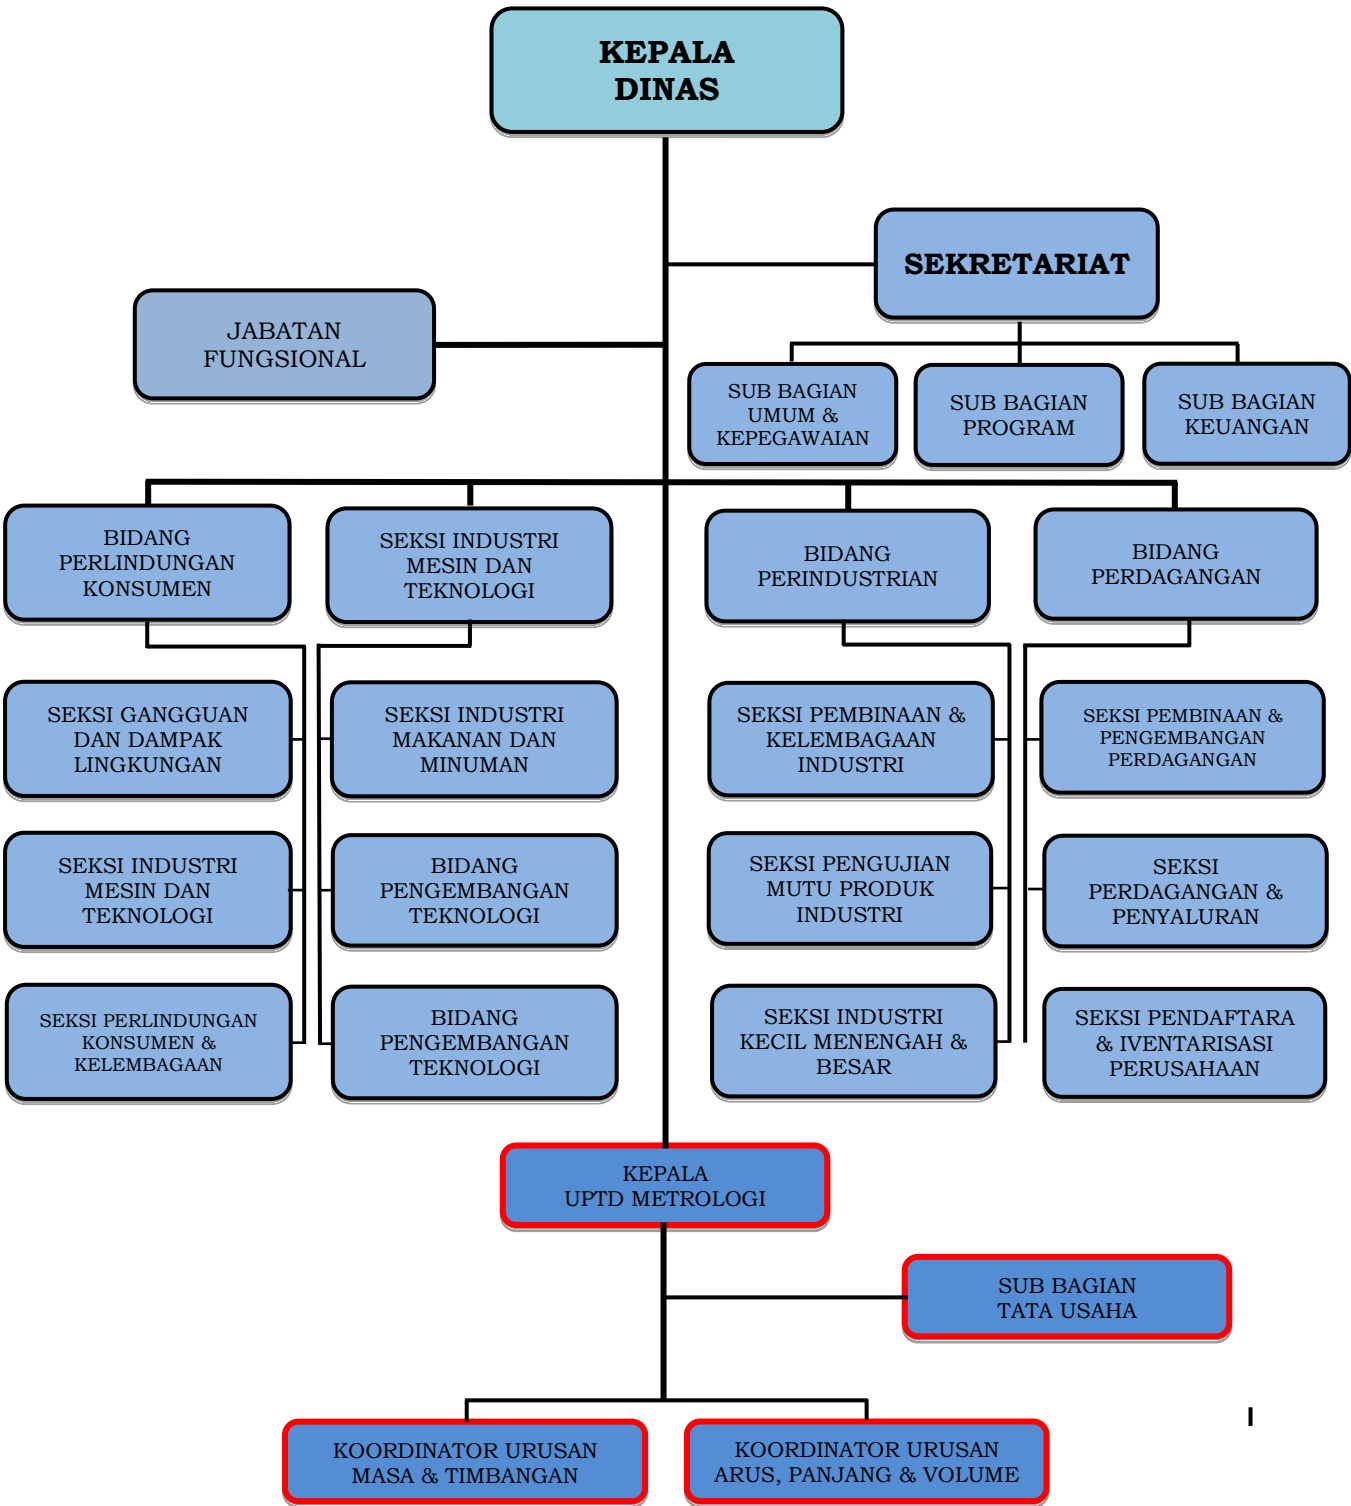 KEPALA
DINAS
SEKRETARIAT
JABATAN
FUNGSIONAL
SUB BAGIAN
UMUM &
KEPEGAWAIAN
SUB BAGIAN
PROGRAM
SUB BAGIAN
KEUANGAN
BIDANG
PERLINDUNGAN
KONSUMEN
SEKSI INDUSTRI
MESIN DAN
TEKNOLOGI
BIDANG
PERINDUSTRIAN
BIDANG
PERDAGANGAN
SEKSI GANGGUAN
DAN DAMPAK
LINGKUNGAN
SEKSI INDUSTRI
MAKANAN DAN
MINUMAN
SEKSI PEMBINAAN &
KELEMBAGAAN
INDUSTRI
SEKSI PEMBINAAN &
PENGEMBANGAN
PERDAGANGAN
SEKSI INDUSTRI
MESIN DAN
TEKNOLOGI
BIDANG
PENGEMBANGAN
TEKNOLOGI
SEKSI PENGUJIAN
MUTU PRODUK
INDUSTRI
SEKSI
PERDAGANGAN &
PENYALURAN
SEKSI PERLINDUNGAN
KONSUMEN &
KELEMBAGAAN
BIDANG
PENGEMBANGAN
TEKNOLOGI
SEKSI INDUSTRI
KECIL MENENGAH &
BESAR
SEKSI PENDAFTARA
& IVENTARISASI
PERUSAHAAN
KEPALA
UPTD METROLOGI
SUB BAGIAN
TATA USAHA
KOORDINATOR URUSAN
MASA & TIMBANGAN
KOORDINATOR URUSAN
ARUS, PANJANG & VOLUME